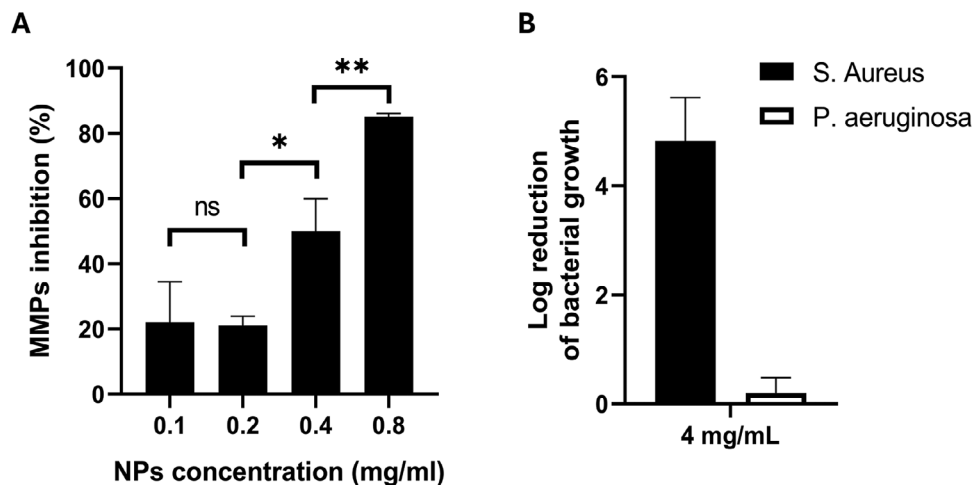 A
MMPs inhibition (%)
100
80
60
40
20
0
ns
*
**
0.1 0.2 0.4 0.8
NPs concentration (mg/ml)
B
Log reduction
of bacterial growth
6
4
2
0
4 mg/mL
S. Aureus
P. aeruginosa